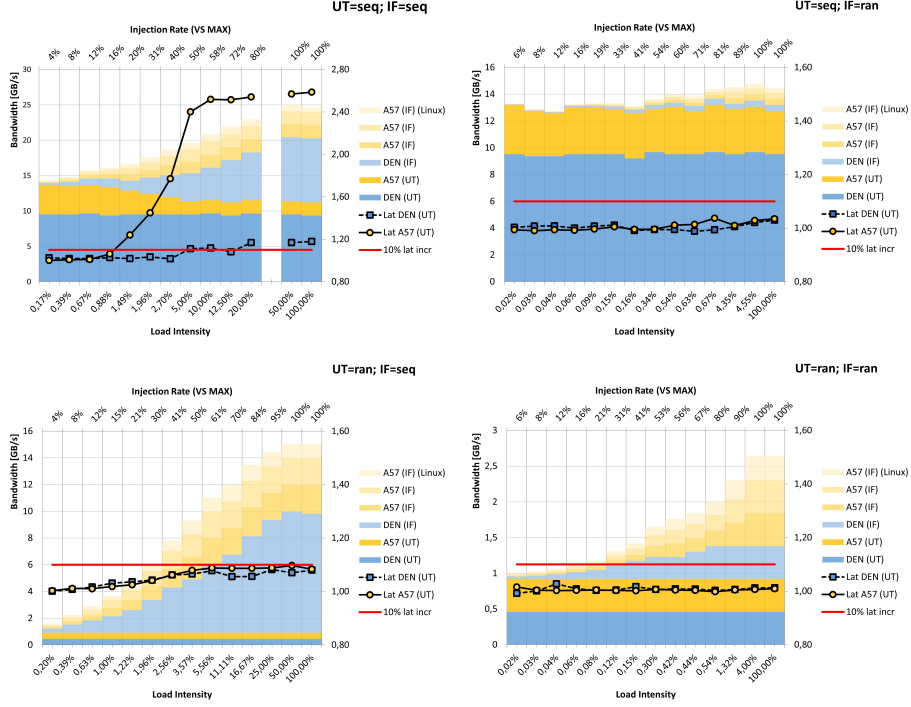 UT=seq; IF=seq
Injection Rate (VS MAX)
4% 8% 12% 16% 20% 31% 40% 50% 60% 70% 80% 100% 100%
Bandwidth [GB/s]
30 25 20 15 10 5 0
2,80 2,40 2,00 1,60 1,20 0,80
A57 (IF) (Linux)
A57 (IF)
A57 (IF)
DEN (IF)
A57 (UT)
DEN (UT)
Lat DEN (UT)
Lat A57 (UT)
10% lat incr
0,17% 0,39% 0,67% 0,88% 1,49% 1,96% 2,70% 5,00% 10,00% 12,50% 20,00% 50,00% 100,00%
Load Intensity
UT=seq; IF=ran
Injection Rate (VS MAX)
6% 8% 12% 16% 19% 33% 41% 54% 60% 71% 81% 94% 100% 100%
Bandwidth [GB/s]
16 14 12 10 8 6 4 2 0
1,60 1,40 1,20 1,00 0,80
A57 (IF) (Linux)
A57 (IF)
A57 (IF)
DEN (IF)
A57 (UT)
DEN (UT)
Lat DEN (UT)
Lat A57 (UT)
10% lat incr
0,02% 0,03% 0,04% 0,06% 0,09% 0,15% 0,16% 0,34% 0,54% 0,63% 0,67% 4,35% 4,55% 100,00%
Load Intensity
UT=ran; IF=seq
Injection Rate (VS MAX)
4% 8% 12% 15% 21% 30% 41% 50% 61% 70% 84% 95% 100% 100%
Bandwidth [GB/s]
16 14 12 10 8 6 4 2 0
1,60 1,40 1,20 1,00 0,80
A57 (IF) (Linux)
A57 (IF)
A57 (IF)
DEN (IF)
A57 (UT)
DEN (UT)
Lat DEN (UT)
Lat A57 (UT)
10% lat incr
0,20% 0,39% 0,63% 1,00% 1,22% 1,96% 2,56% 3,57% 5,56% 11,11% 16,67% 25,00% 50,00% 100,00%
Load Intensity
UT=ran; IF=ran
Injection Rate (VS MAX)
6% 8% 12% 16% 21% 31% 41% 53% 56% 67% 82% 90% 100% 100%
Bandwidth [GB/s]
3 2,5 2 1,5 1 0,5 0
1,60 1,40 1,20 1,00 0,80
A57 (IF) (Linux)
A57 (IF)
A57 (IF)
DEN (IF)
A57 (UT)
DEN (UT)
Lat DEN (UT)
Lat A57 (UT)
10% lat incr
0,02% 0,03% 0,04% 0,06% 0,08% 0,12% 0,15% 0,30% 0,42% 0,44% 0,54% 1,32% 4,00% 100,00%
Load Intensity